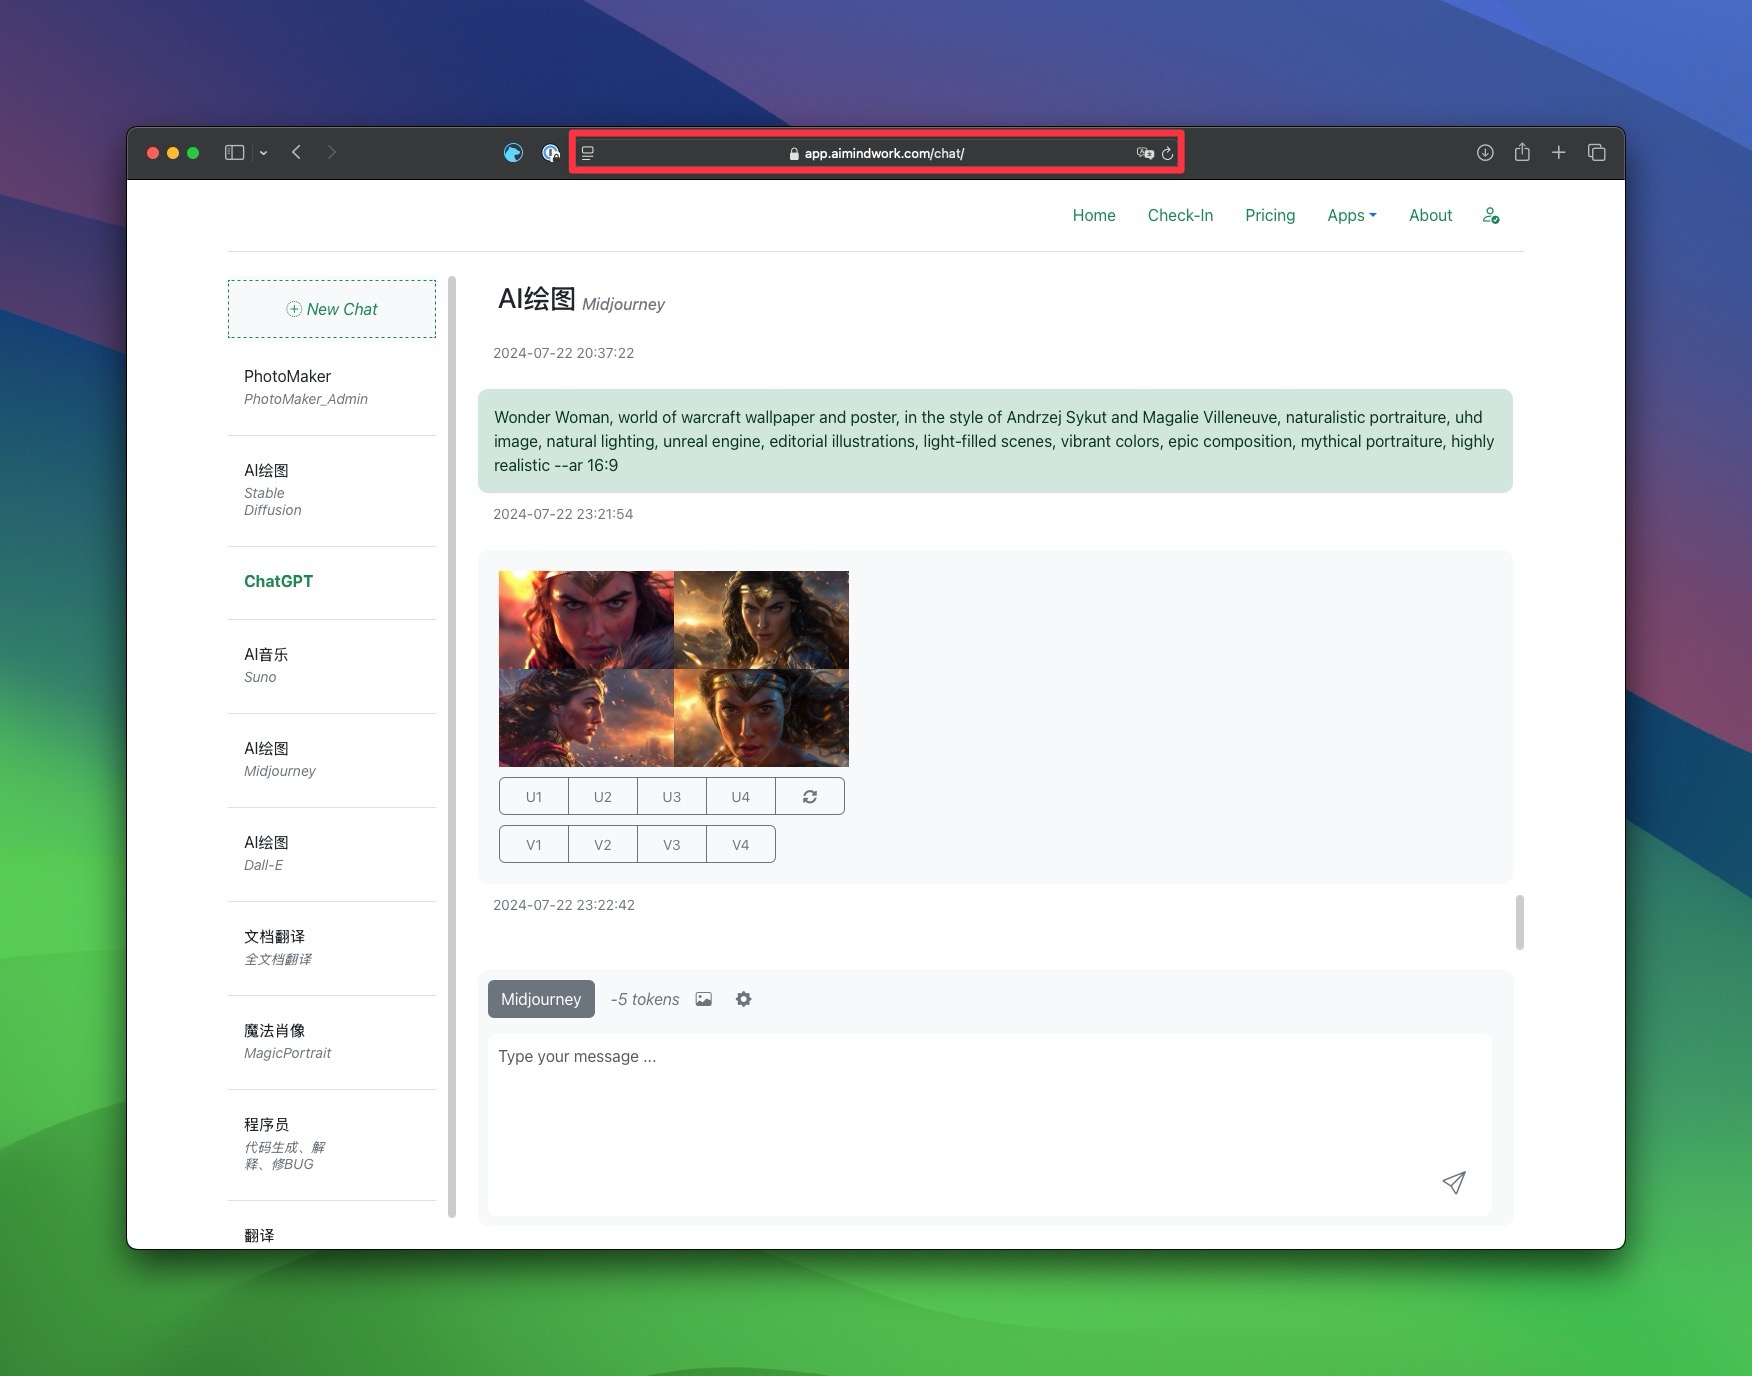 app.aimindwork.com/chat/
Home Check-In Pricing Apps About
New Chat
PhotoMaker
PhotoMaker_Admin
AI绘图
Stable
Diffusion
ChatGPT
AI音乐
Suno
AI绘图
Midjourney
AI绘图
Dall-E
文档翻译
全文档翻译
魔法肖像
MagicPortrait
程序员
代码生成、解
释、修BUG
翻译
AI绘图 Midjourney
2024-07-22 20:37:22
Wonder Woman, world of warcraft wallpaper and poster, in the style of Andrzej Sykut and Magalie Villeneuve, naturalistic portraiture, uhd
image, natural lighting, unreal engine, editorial illustrations, light-filled scenes, vibrant colors, epic composition, mythical portraiture, highly
realistic --ar 16:9
2024-07-22 23:21:54
U1 U2 U3 U4
V1 V2 V3 V4
2024-07-22 23:22:42
Midjourney -5 tokens
Type your message ...